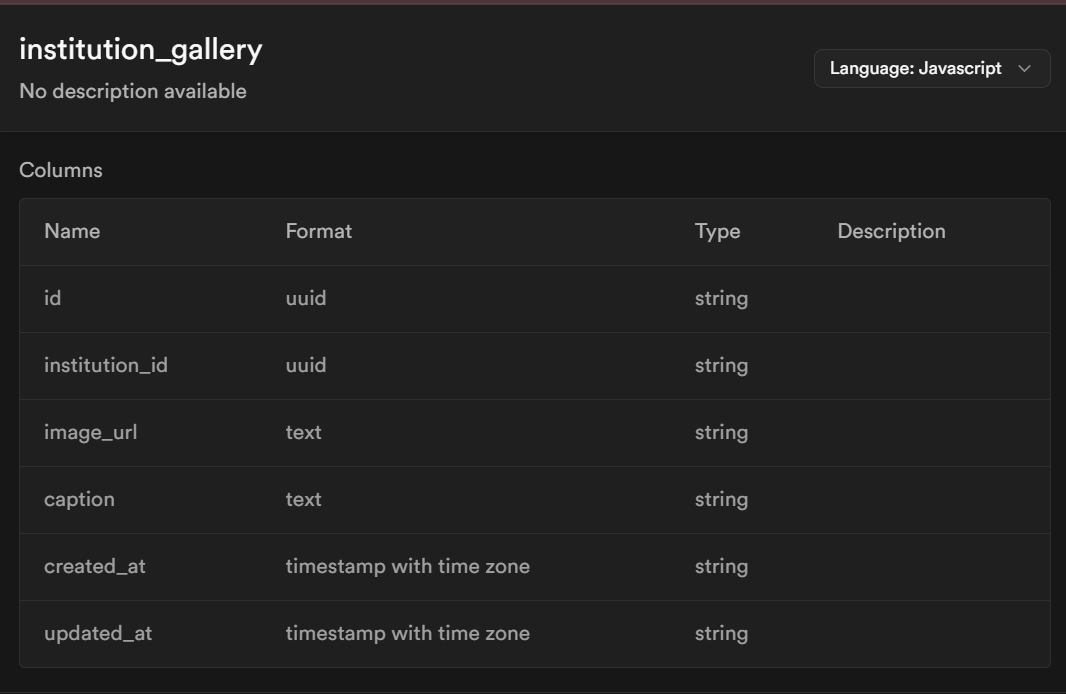 institution_gallery
No description available
Language: Javascript
Columns
Name Format Type Description
id uuid string
institution_id uuid string
image_url text string
caption text string
created_at timestamp with time zone string
updated_at timestamp with time zone string